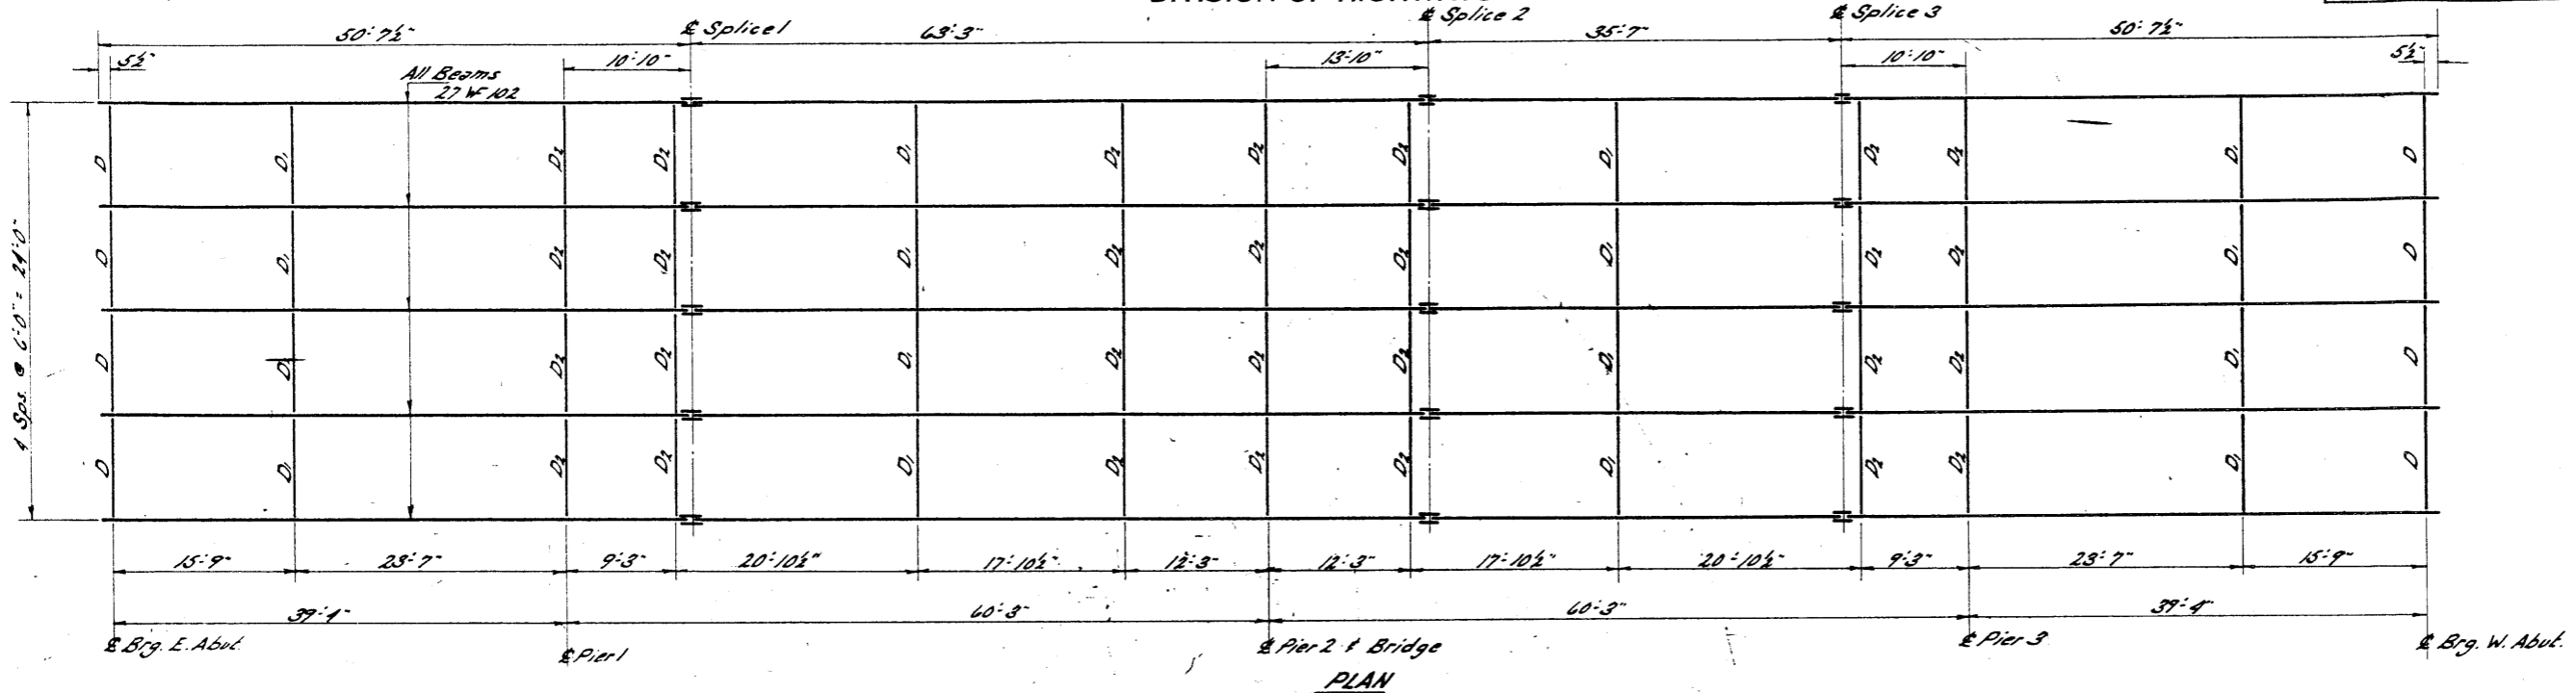 ℄ Splice 1
℄ Splice 2
℄ Splice 3
50'-7½"
63'-3"
35'-7"
50'-7½"
5½"
10'-10"
13'-10"
10'-10"
5½"
All Beams
27 WF 102
D D₁ D₂ D₂ D₁ D₂ D₂ D₂ D₁ D₂ D₂ D₁ D
D D₁ D₂ D₂ D₁ D₂ D₂ D₂ D₁ D₂ D₂ D₁ D
D D₁ D₂ D₂ D₁ D₂ D₂ D₂ D₁ D₂ D₂ D₁ D
D D₁ D₂ D₂ D₁ D₂ D₂ D₂ D₁ D₂ D₂ D₁ D
4 Sps. @ 6'-0" = 24'-0"
15'-9" 23'-7" 9'-3" 20'-10½" 17'-10½" 12'-3" 12'-3" 17'-10½" 20'-10½" 9'-3" 23'-7" 15'-9"
39'-4" 60'-3" 60'-3" 39'-4"
℄ Brg. E. Abut.
℄ Pier 1
℄ Pier 2 & Bridge
℄ Pier 3
℄ Brg. W. Abut.
PLAN